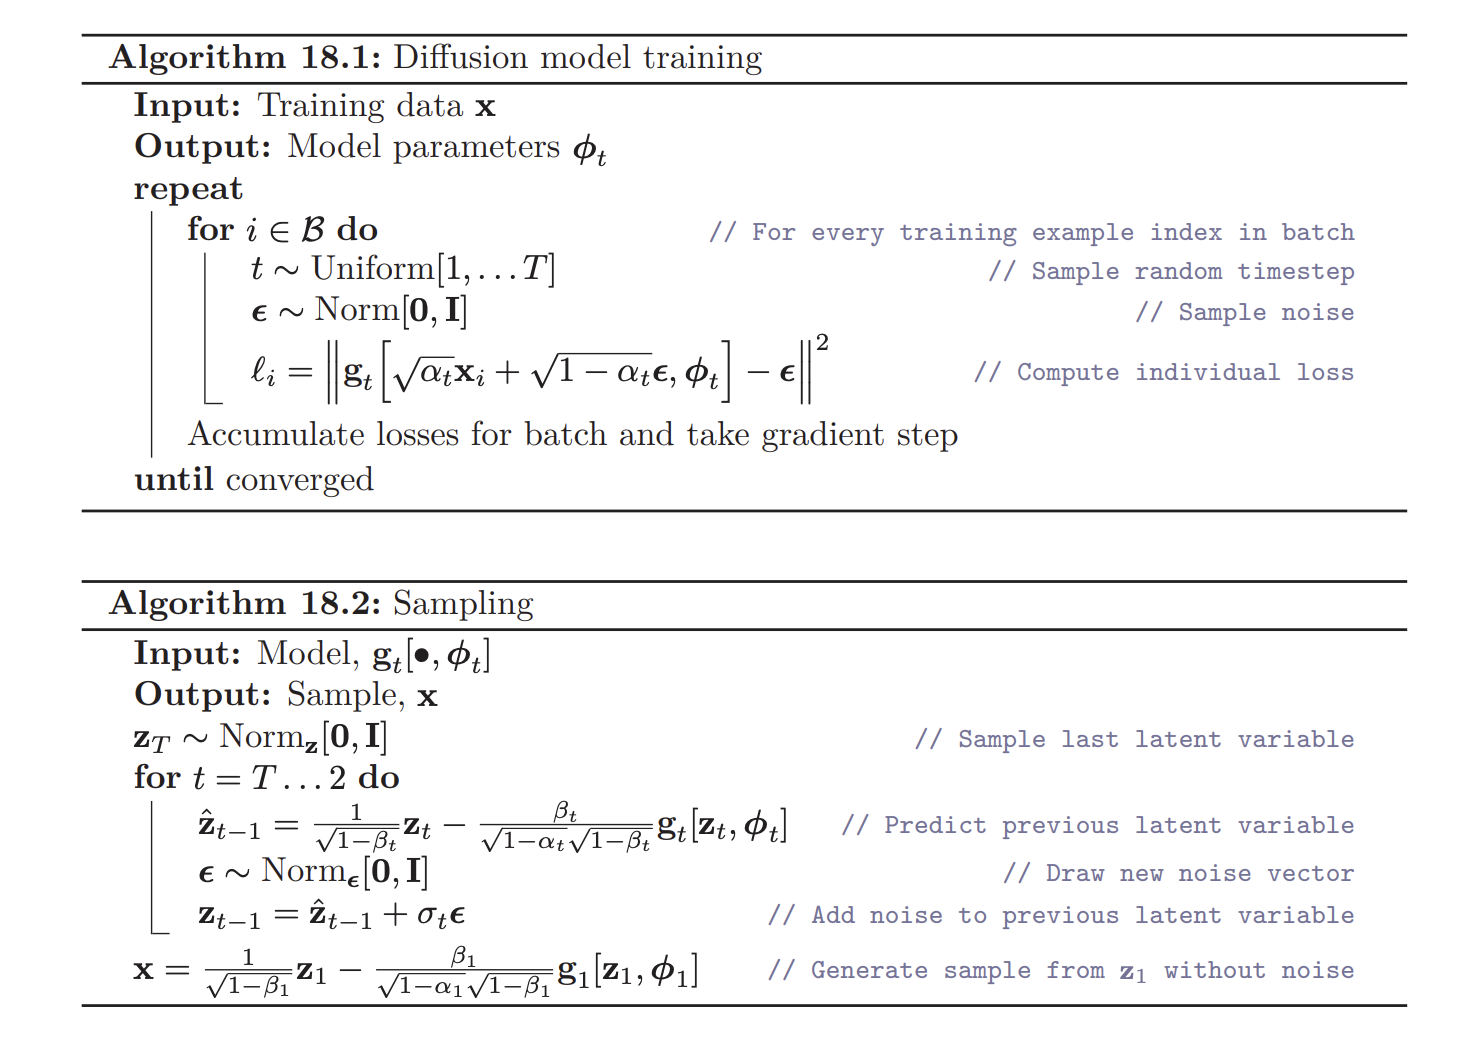 Algorithm 18.1: Diffusion model training
Input: Training data x
Output: Model parameters ϕ_t
repeat
for i ∈ ℬ do // For every training example index in batch
t ∼ Uniform[1, … T] // Sample random timestep
ϵ ∼ Norm[0, I] // Sample noise
ℓ_i = ‖g_t[√α_t x_i + √(1 − α_t) ϵ, ϕ_t] − ϵ‖² // Compute individual loss
Accumulate losses for batch and take gradient step
until converged
Algorithm 18.2: Sampling
Input: Model, g_t[•, ϕ_t]
Output: Sample, x
z_T ∼ Norm_z[0, I] // Sample last latent variable
for t = T … 2 do
ẑ_{t−1} = 1/√(1−β_t) z_t − β_t/(√(1−α_t)√(1−β_t)) g_t[z_t, ϕ_t] // Predict previous latent variable
ϵ ∼ Norm_ϵ[0, I] // Draw new noise vector
z_{t−1} = ẑ_{t−1} + σ_t ϵ // Add noise to previous latent variable
x = 1/√(1−β_1) z_1 − β_1/(√(1−α_1)√(1−β_1)) g_1[z_1, ϕ_1] // Generate sample from z_1 without noise